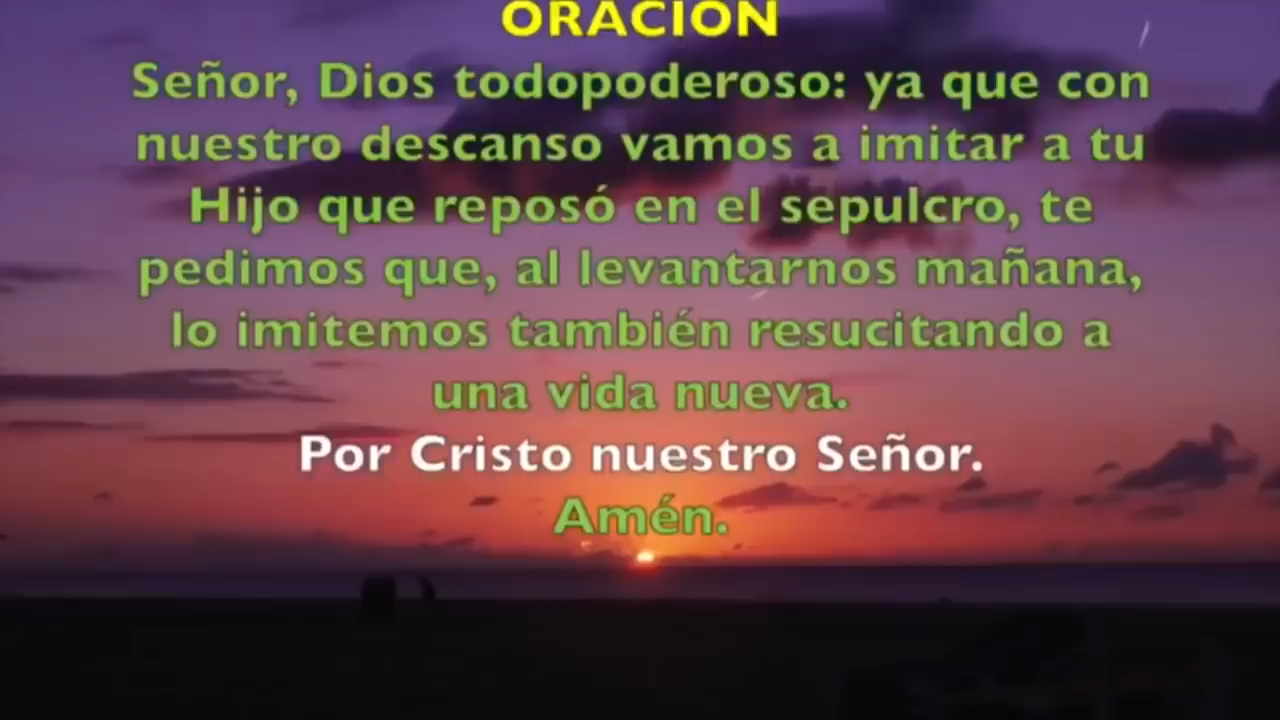 ORACIÓN
Señor, Dios todopoderoso: ya que con
nuestro descanso vamos a imitar a tu
Hijo que reposó en el sepulcro, te
pedimos que, al levantarnos mañana,
lo imitemos también resucitando a
una vida nueva.
Por Cristo nuestro Señor.
Amén.